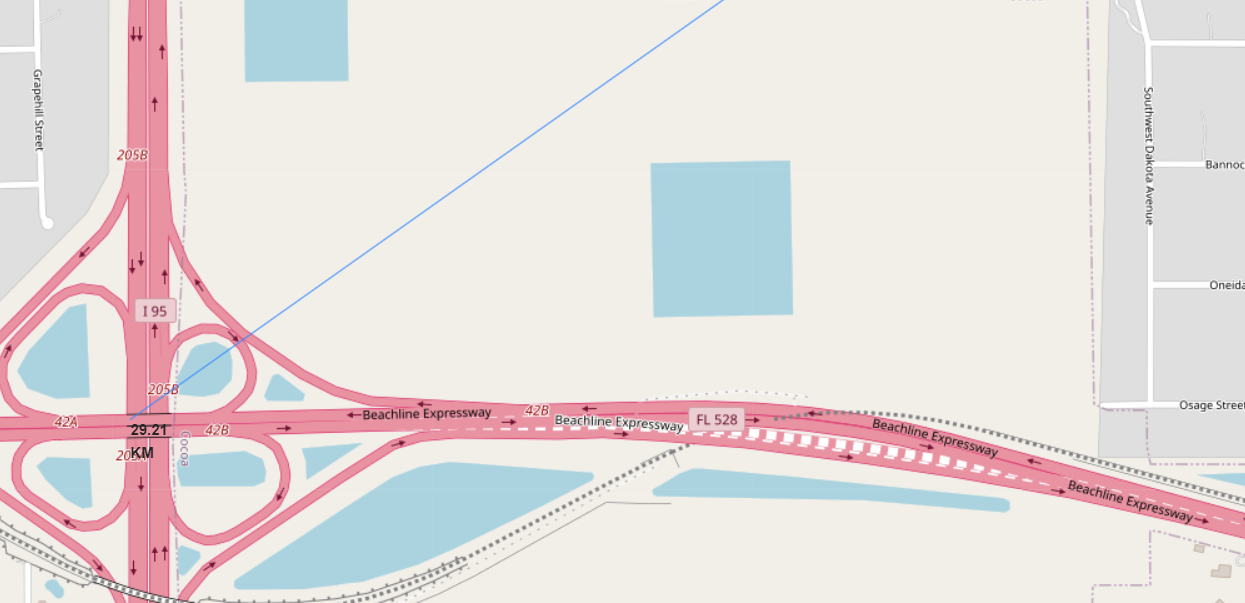 Grapehill Street
205B
I 95
205B
42A
29.21
KM
42B
Cocoa
Beachline Expressway
42B
Beachline Expressway
FL 528
Beachline Expressway
Beachline Expressway
Southwest Dakota Avenue
Bannoc
Oneida
Osage Street